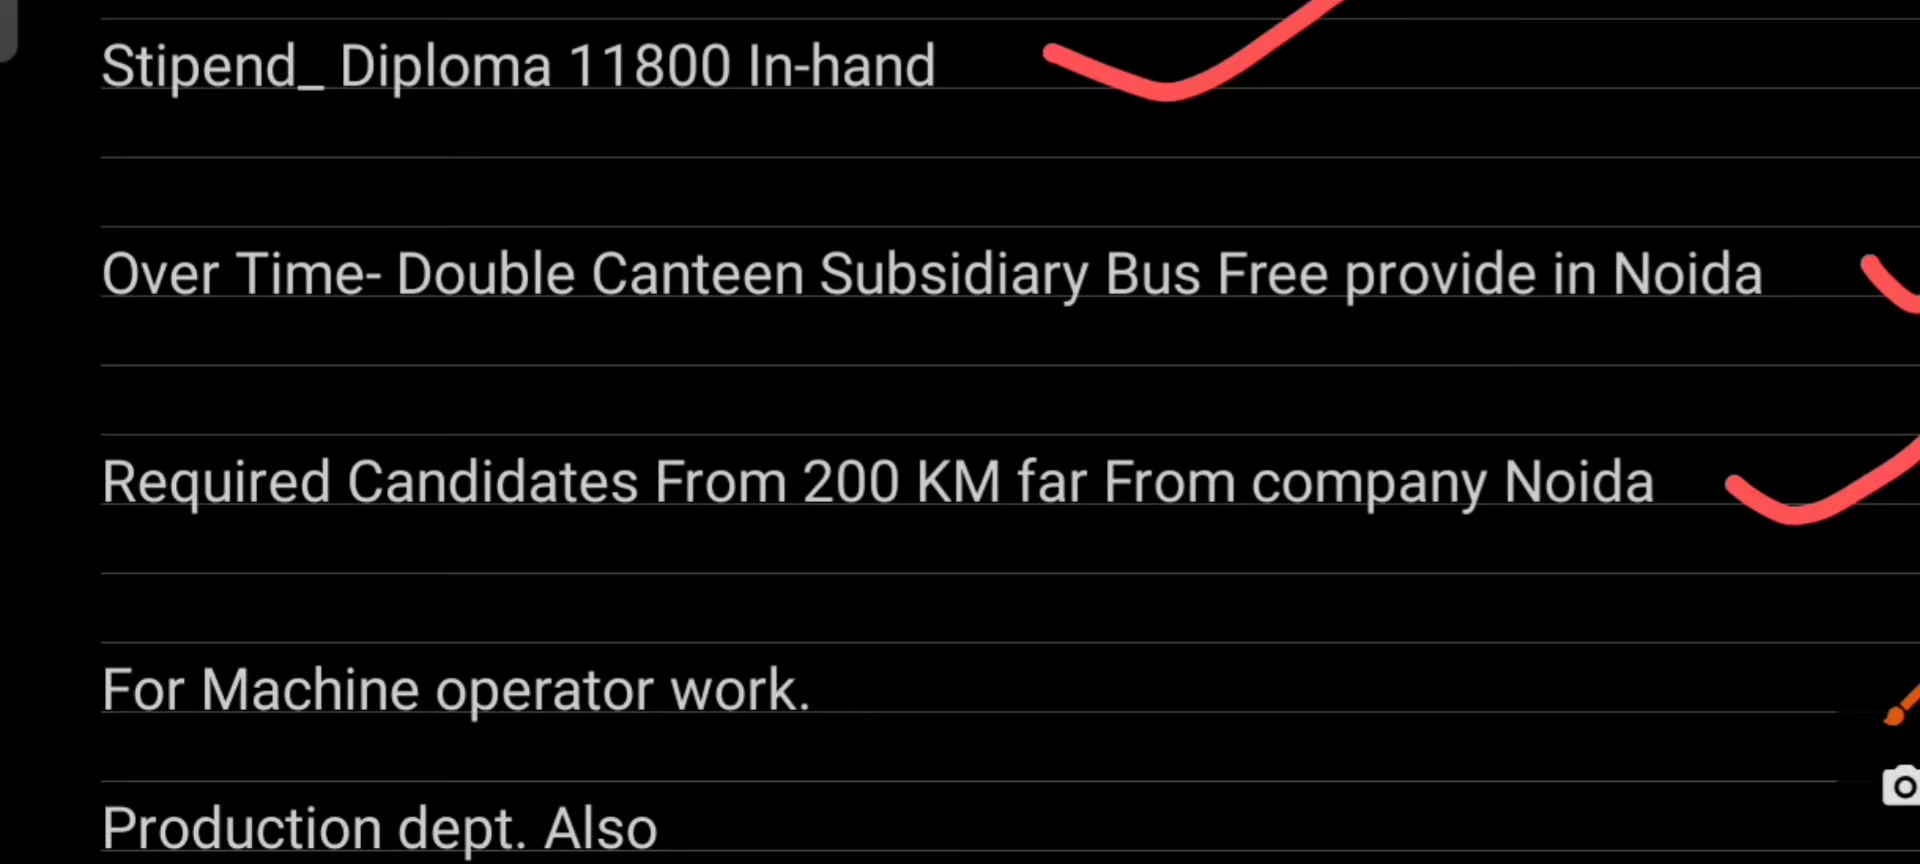 Stipend_ Diploma 11800 In-hand
Over Time- Double Canteen Subsidiary Bus Free provide in Noida
Required Candidates From 200 KM far From company Noida
For Machine operator work.
Production dept. Also